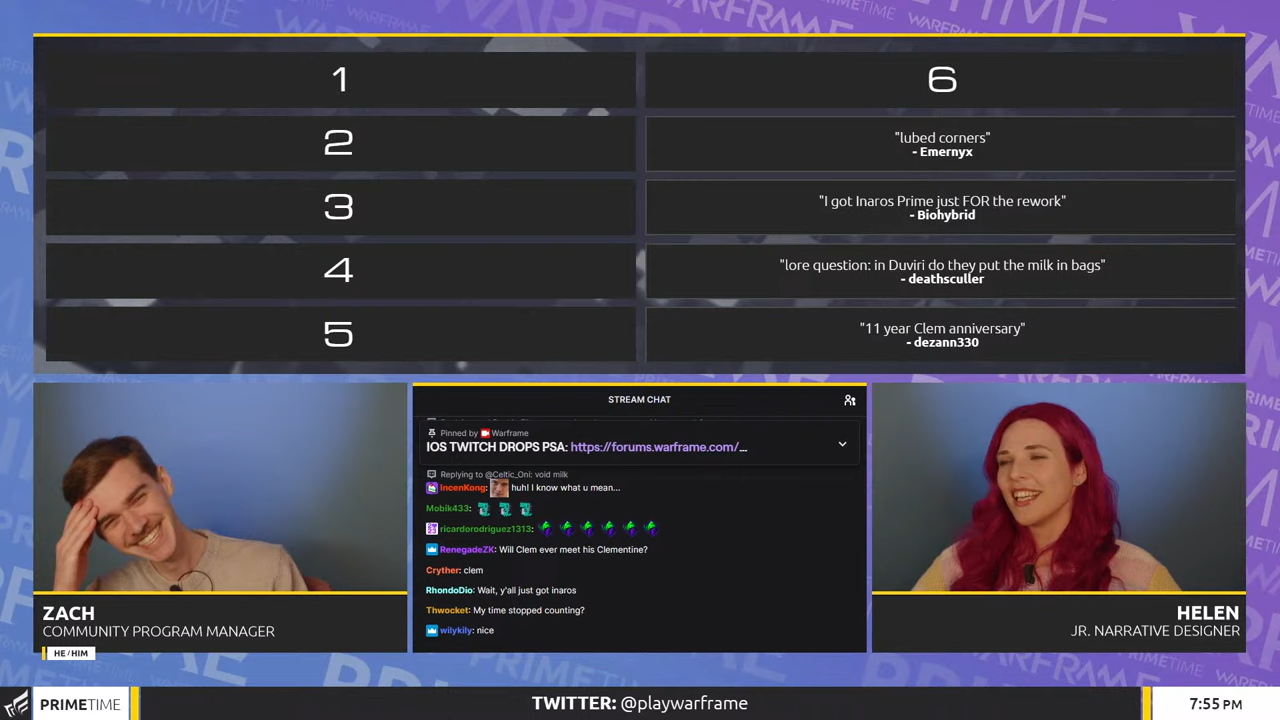 1
6
2
"lubed corners"
- Emernyx
3
"I got Inaros Prime just FOR the rework"
- Biohybrid
4
"lore question: in Duviri do they put the milk in bags"
- deathsculler
5
"11 year Clem anniversary"
- dezann330
STREAM CHAT
Pinned by Warframe
IOS TWITCH DROPS PSA: https://forums.warframe.com/...
Replying to @Celtic_Oni: void milk
IncenKong: huh! I know what u mean...
Mobik433:
ricardorodriguez1313:
RenegadeZK: Will Clem ever meet his Clementine?
Cryther: clem
RhondoDio: Wait, y'all just got inaros
Thwocket: My time stopped counting?
wilykily: nice
ZACH
COMMUNITY PROGRAM MANAGER
HE/HIM
HELEN
JR. NARRATIVE DESIGNER
PRIMETIME
TWITTER: @playwarframe
7:55 PM